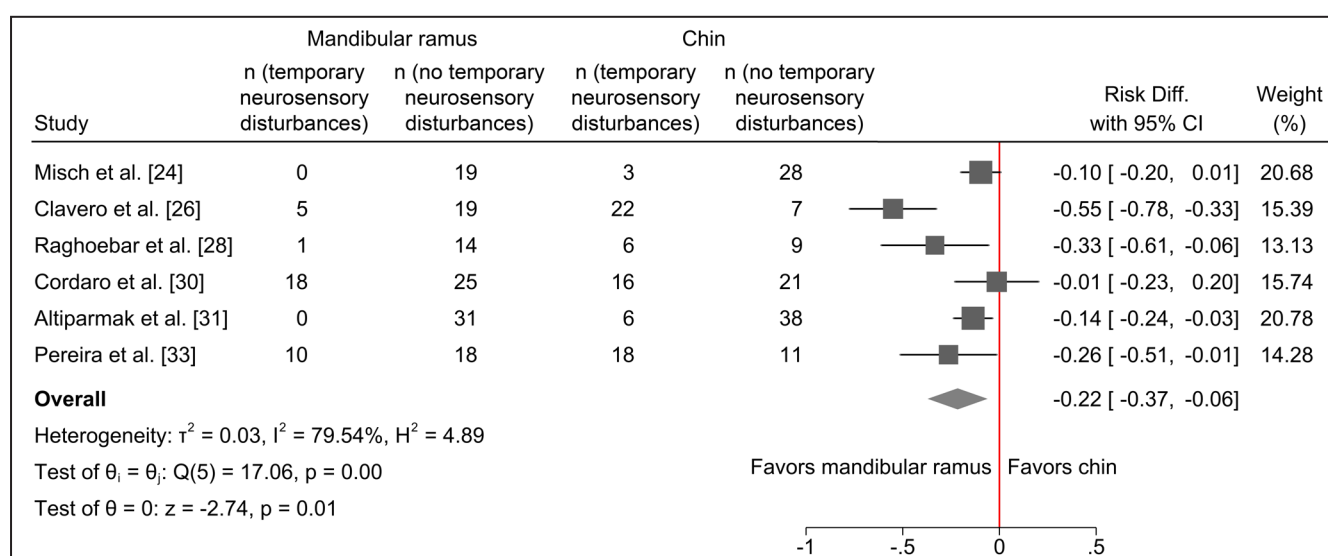 Mandibular ramus Chin
n (temporary n (no temporary n (temporary n (no temporary
neurosensory neurosensory neurosensory neurosensory Risk Diff. Weight
Study disturbances) disturbances) disturbances) disturbances) with 95% CI (%)
Misch et al. [24] 0 19 3 28 -0.10 [ -0.20, 0.01] 20.68
Clavero et al. [26] 5 19 22 7 -0.55 [ -0.78, -0.33] 15.39
Raghoebar et al. [28] 1 14 6 9 -0.33 [ -0.61, -0.06] 13.13
Cordaro et al. [30] 18 25 16 21 -0.01 [ -0.23, 0.20] 15.74
Altiparmak et al. [31] 0 31 6 38 -0.14 [ -0.24, -0.03] 20.78
Pereira et al. [33] 10 18 18 11 -0.26 [ -0.51, -0.01] 14.28
Overall -0.22 [ -0.37, -0.06]
Heterogeneity: τ² = 0.03, I² = 79.54%, H² = 4.89
Test of θᵢ = θⱼ: Q(5) = 17.06, p = 0.00 Favors mandibular ramus Favors chin
Test of θ = 0: z = -2.74, p = 0.01
-1 -.5 0 .5